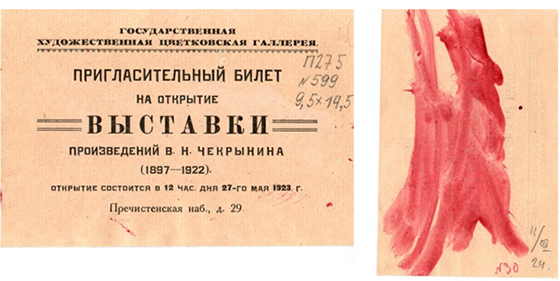 ГОСУДАРСТВЕННАЯ
ХУДОЖЕСТВЕННАЯ ЦВЕТКОВСКАЯ ГАЛЛЕРЕЯ.
ПРИГЛАСИТЕЛЬНЫЙ БИЛЕТ
НА ОТКРЫТИЕ
ВЫСТАВКИ
ПРОИЗВЕДЕНИЙ В. Н. ЧЕКРЫНИНА
(1897—1922).
ОТКРЫТИЕ СОСТОИТСЯ В 12 ЧАС. ДНЯ 27-го МАЯ 1923 г.
Пречистенская наб., д. 29
П275
№599
9,5×14,5
№30
24.